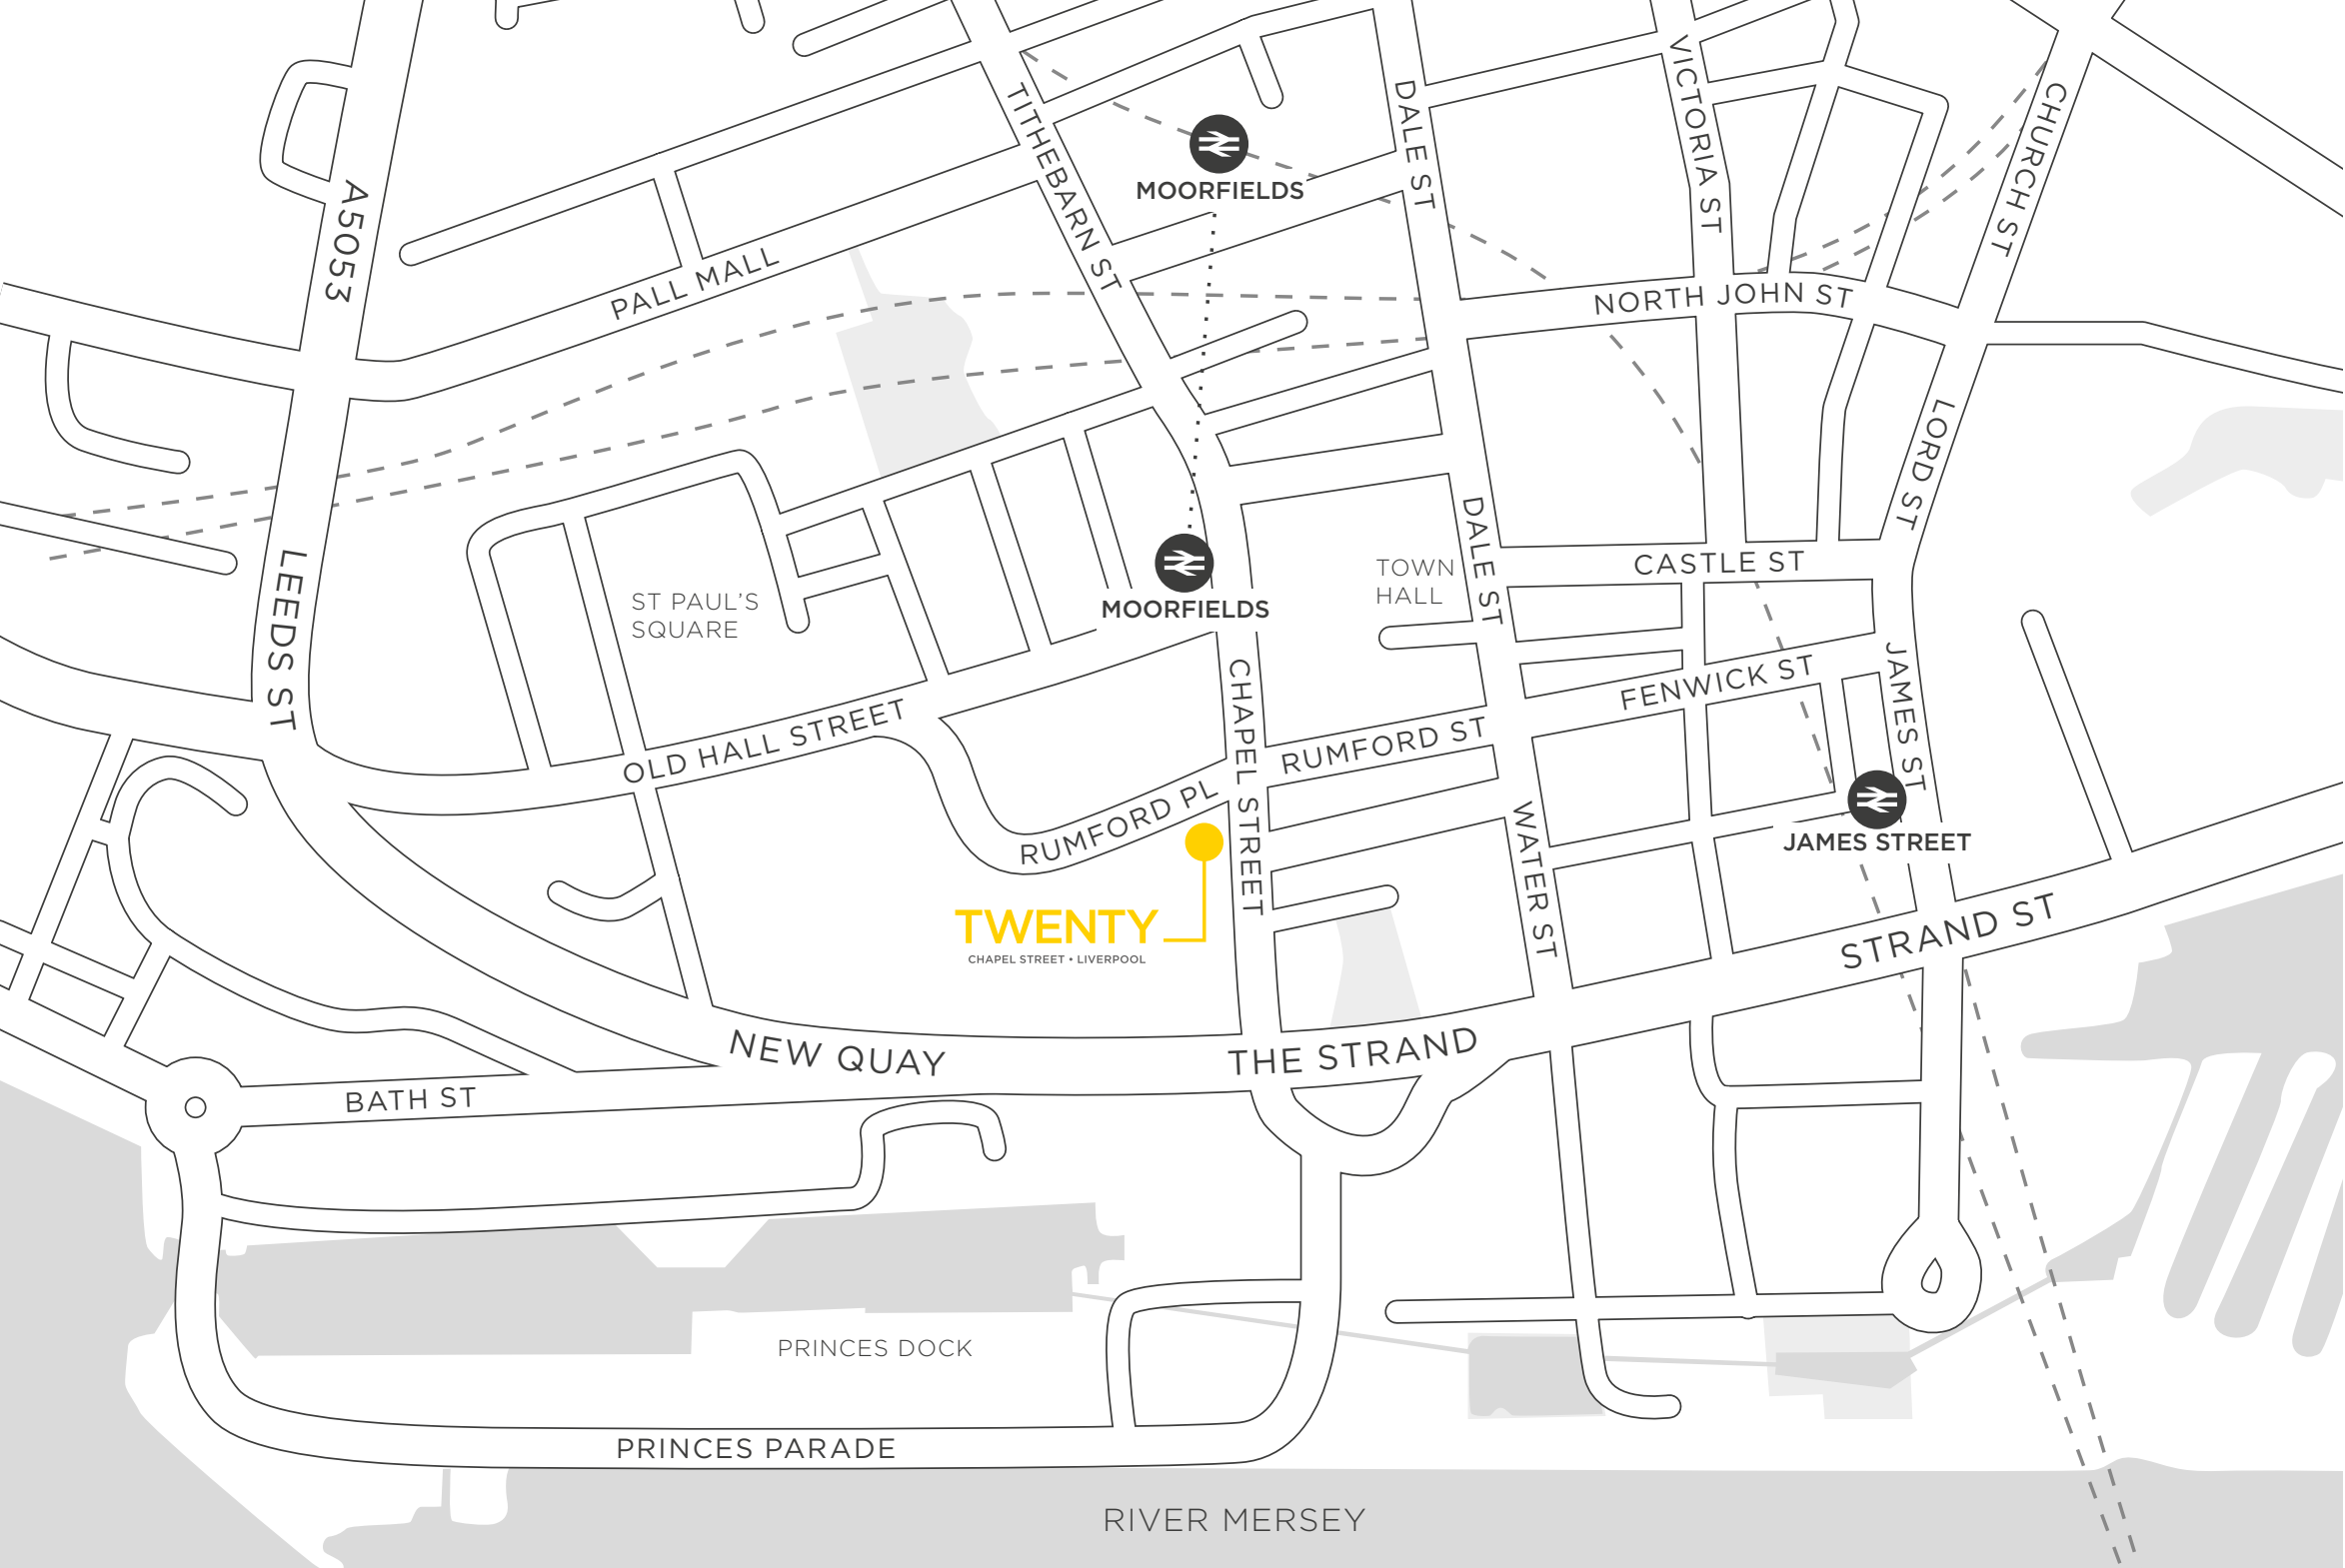 VICTORIA ST
TITHEBARN ST
DALE ST
CHURCH ST
MOORFIELDS
A5053
PALL MALL
NORTH JOHN ST
LORD ST
DALE ST
LEEDS ST
CASTLE ST
TOWN
HALL
ST PAUL'S
SQUARE
MOORFIELDS
CHAPEL STREET
JAMES ST
FENWICK ST
OLD HALL STREET
RUMFORD ST
RUMFORD PL
WATER ST
JAMES STREET
TWENTY
CHAPEL STREET • LIVERPOOL
STRAND ST
NEW QUAY
THE STRAND
BATH ST
PRINCES DOCK
PRINCES PARADE
RIVER MERSEY